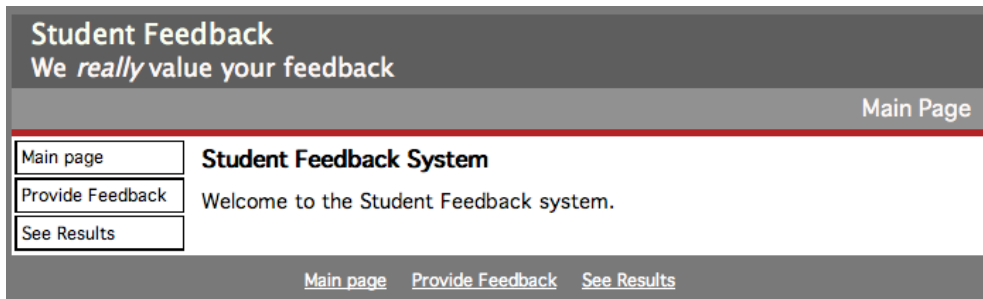 Student Feedback
We really value your feedback
Main Page
Main page
Provide Feedback
See Results
Student Feedback System
Welcome to the Student Feedback system.
Main page Provide Feedback See Results